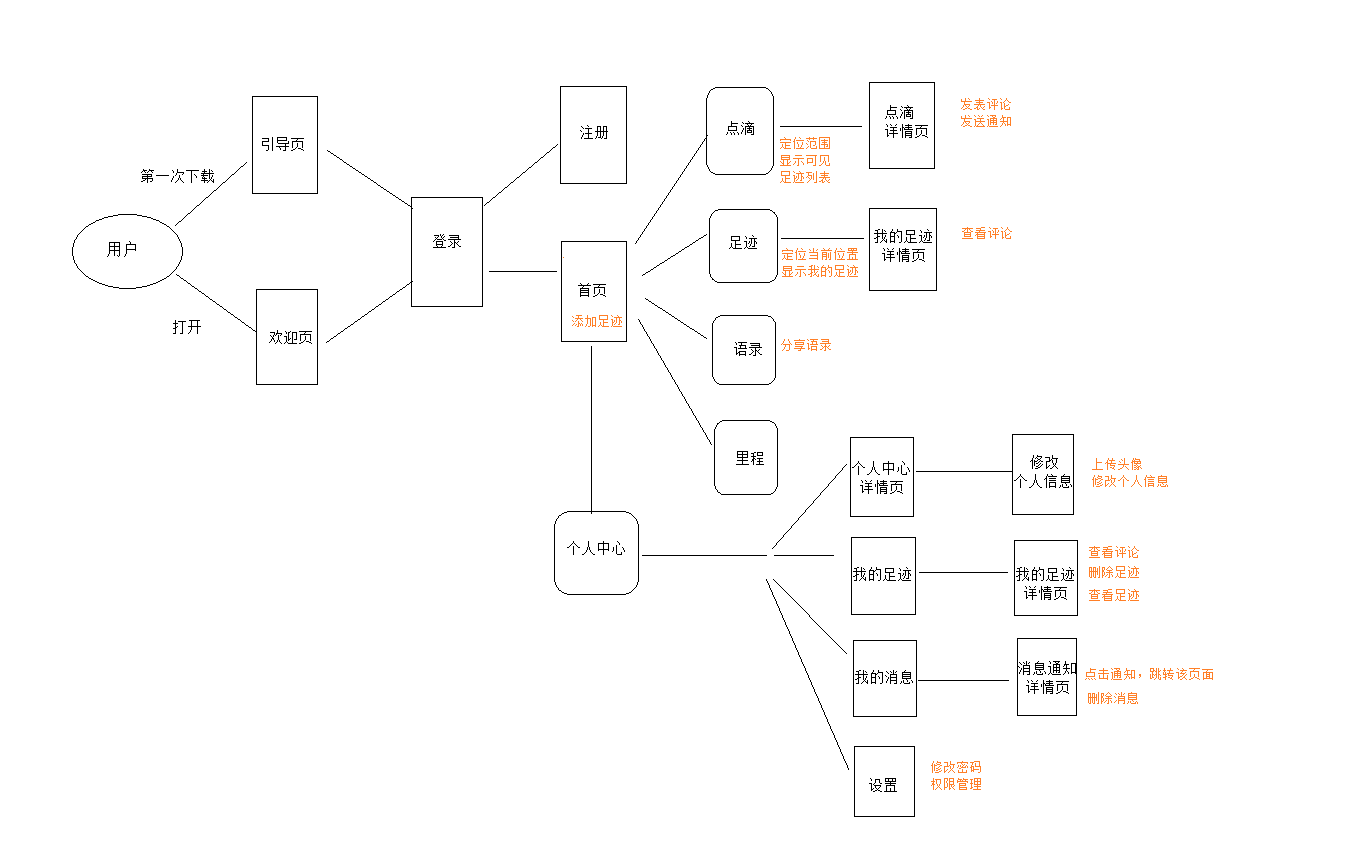 第一次下载
引导页
用户
打开
欢迎页
登录
注册
首页
添加足迹
点滴
定位范围
显示可见
足迹列表
点滴
详情页
发表评论
发送通知
足迹
定位当前位置
显示我的足迹
我的足迹
详情页
查看评论
语录
分享语录
里程
个人中心
个人中心
详情页
修改
个人信息
上传头像
修改个人信息
我的足迹
我的足迹
详情页
查看评论
删除足迹
查看足迹
我的消息
消息通知
详情页
点击通知，跳转该页面
删除消息
设置
修改密码
权限管理